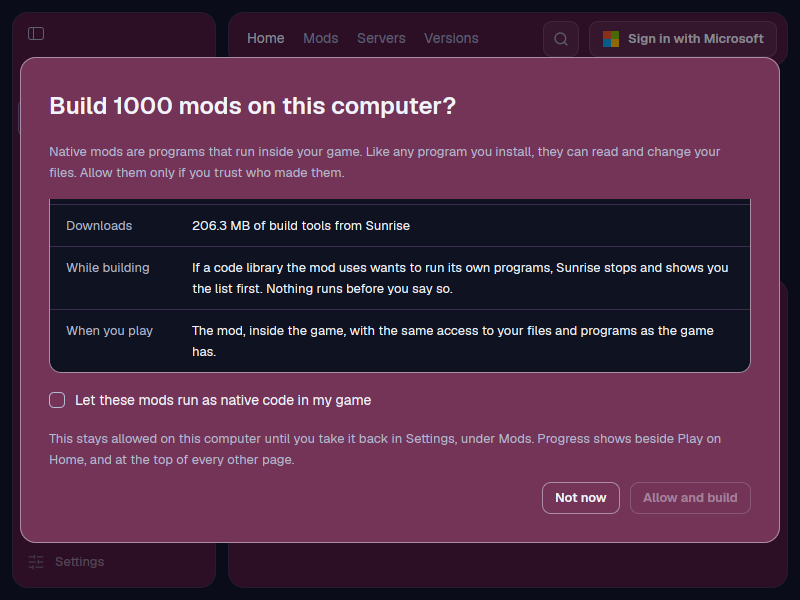 Home Mods Servers Versions Sign in with Microsoft
Build 1000 mods on this computer?
Native mods are programs that run inside your game. Like any program you install, they can read and change your
files. Allow them only if you trust who made them.
Downloads 206.3 MB of build tools from Sunrise
While building If a code library the mod uses wants to run its own programs, Sunrise stops and shows you
the list first. Nothing runs before you say so.
When you play The mod, inside the game, with the same access to your files and programs as the game
has.
Let these mods run as native code in my game
This stays allowed on this computer until you take it back in Settings, under Mods. Progress shows beside Play on
Home, and at the top of every other page.
Not now Allow and build
Settings